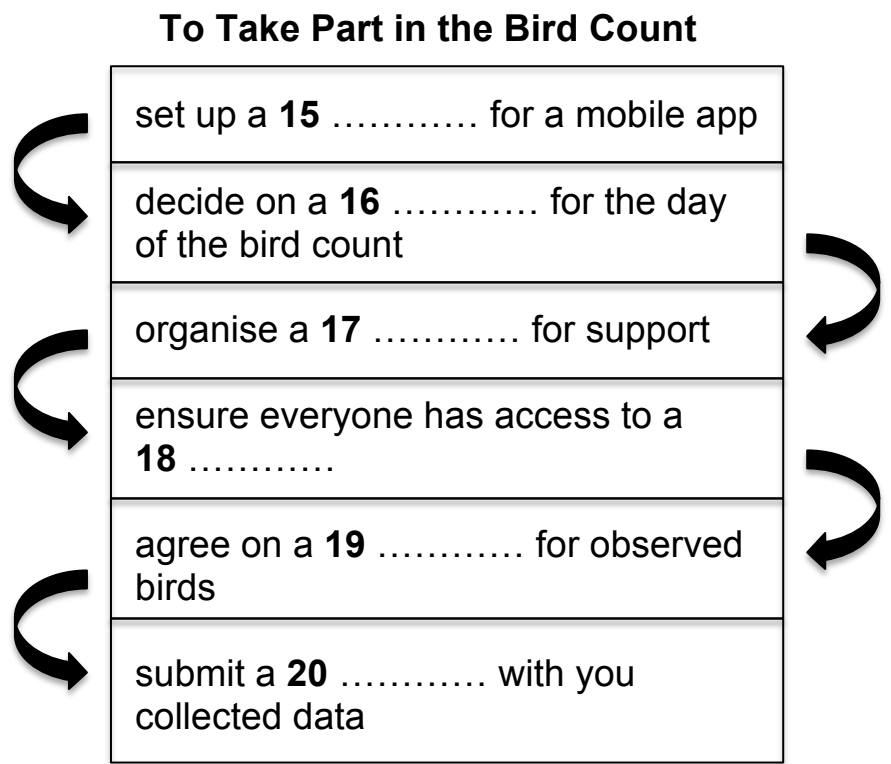 To Take Part in the Bird Count
set up a 15 ………… for a mobile app
decide on a 16 ………… for the day
of the bird count
organise a 17 ………… for support
ensure everyone has access to a
18 …………
agree on a 19 ………… for observed
birds
submit a 20 ………… with you
collected data